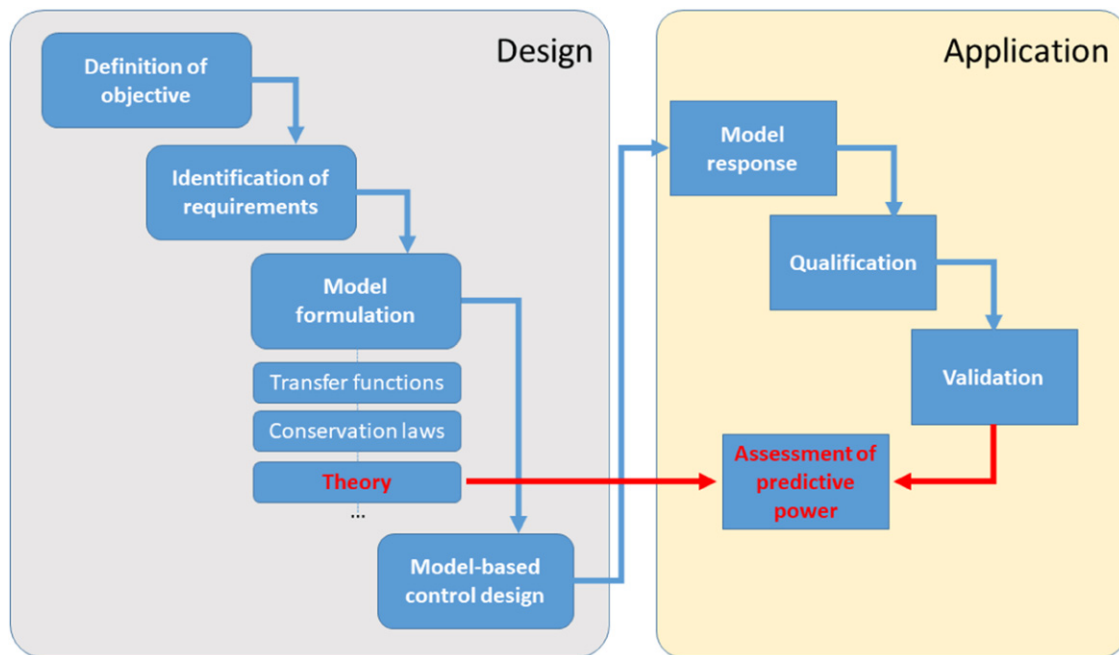 Design
Definition of
objective
Identification of
requirements
Model
formulation
Transfer functions
Conservation laws
Theory
...
Model-based
control design
Application
Model
response
Qualification
Validation
Assessment of
predictive
power